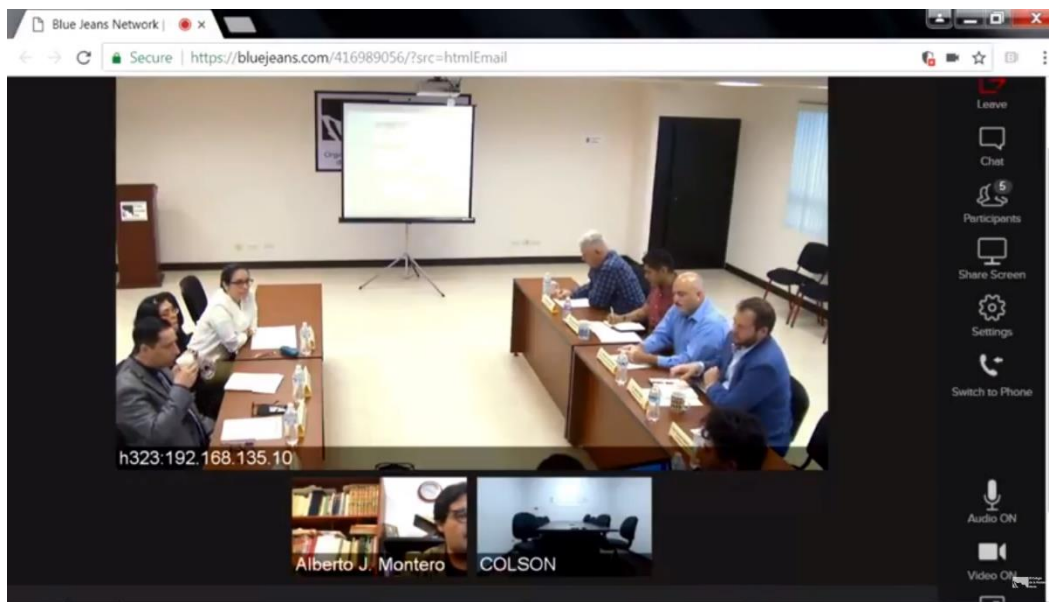 Blue Jeans Network |
Secure | https://bluejeans.com/416989056/?src=htmlEmail
Leave
Chat
5
Participants
Share Screen
Settings
Switch to Phone
h323:192.168.135.10
Alberto J. Montero
COLSON
Audio ON
Video ON